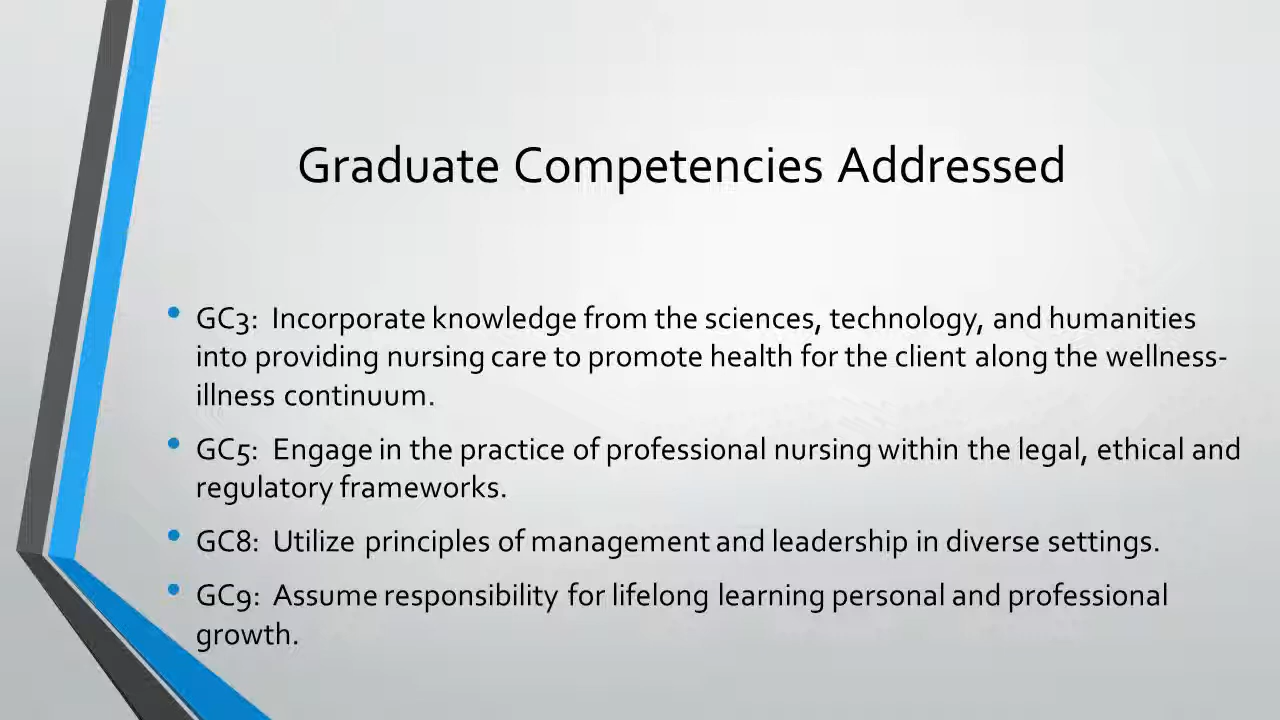 Graduate Competencies Addressed
• GC3: Incorporate knowledge from the sciences, technology, and humanities
into providing nursing care to promote health for the client along the wellness-
illness continuum.
• GC5: Engage in the practice of professional nursing within the legal, ethical and
regulatory frameworks.
• GC8: Utilize principles of management and leadership in diverse settings.
• GC9: Assume responsibility for lifelong learning personal and professional
growth.